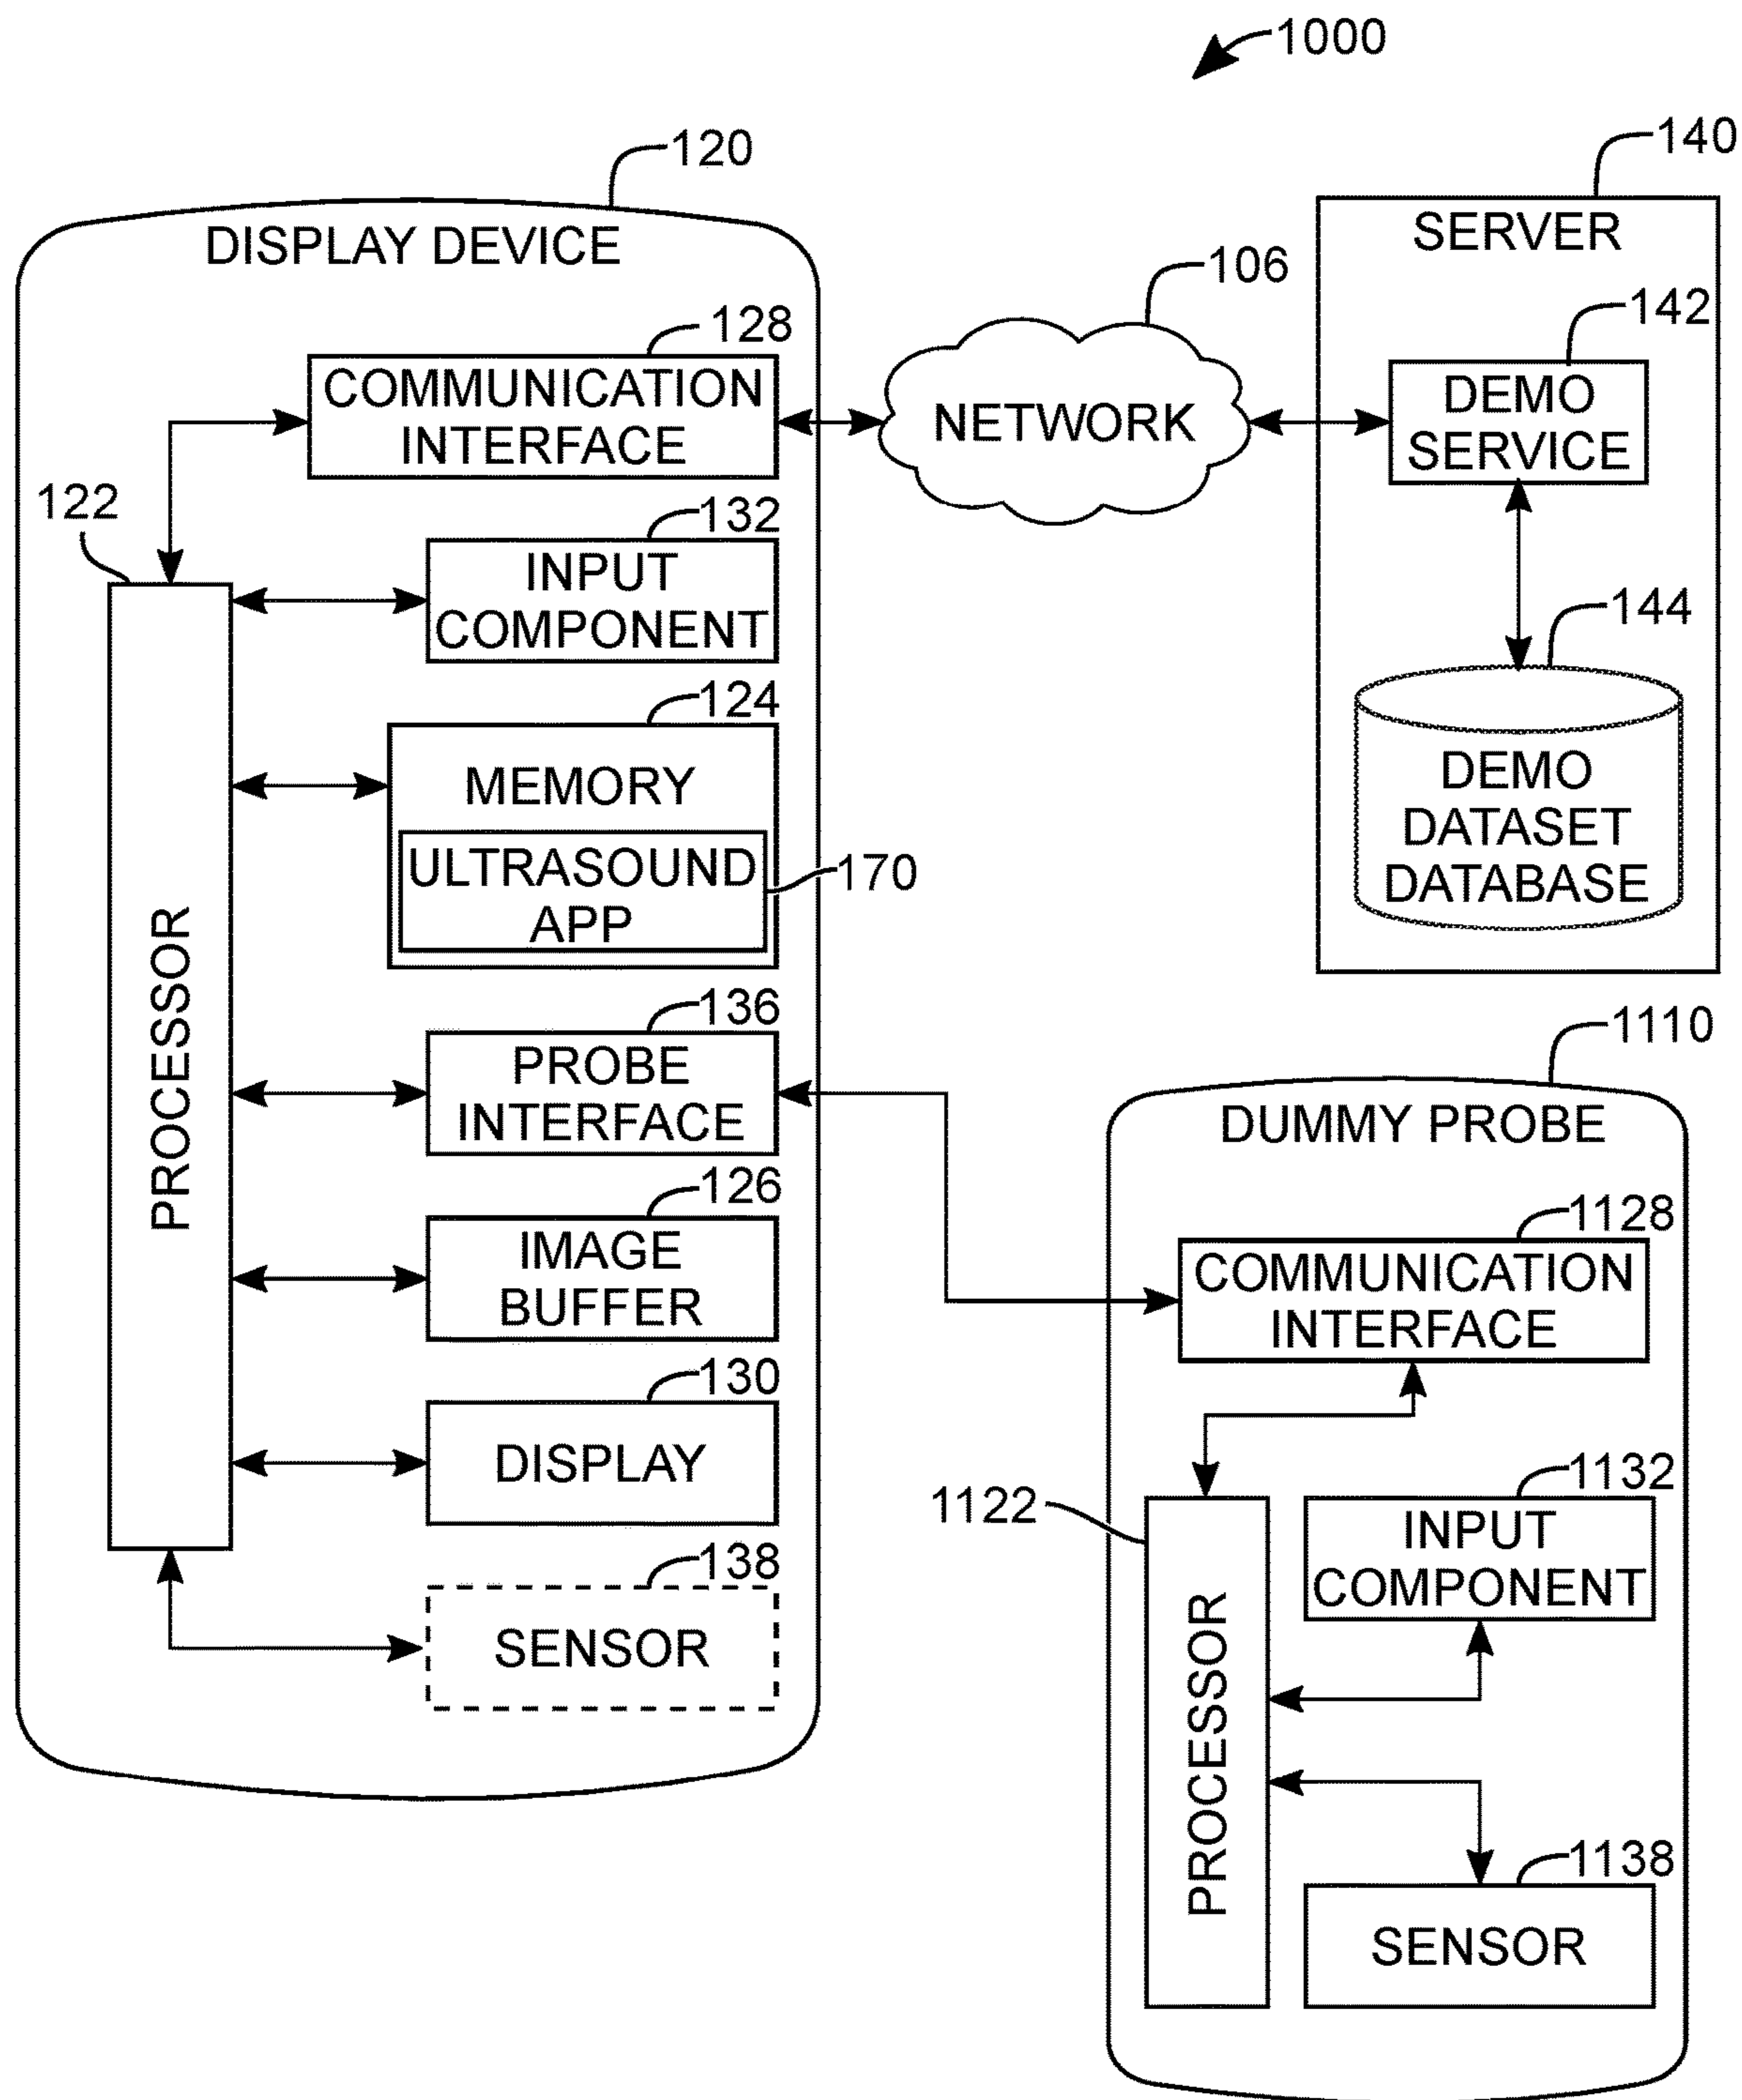 1000
120
DISPLAY DEVICE
128
COMMUNICATION
INTERFACE
122
PROCESSOR
132
INPUT
COMPONENT
124
MEMORY
ULTRASOUND
APP
170
136
PROBE
INTERFACE
126
IMAGE
BUFFER
130
DISPLAY
138
SENSOR
106
NETWORK
140
SERVER
142
DEMO
SERVICE
144
DEMO
DATASET
DATABASE
1110
DUMMY PROBE
1128
COMMUNICATION
INTERFACE
1122
PROCESSOR
1132
INPUT
COMPONENT
1138
SENSOR